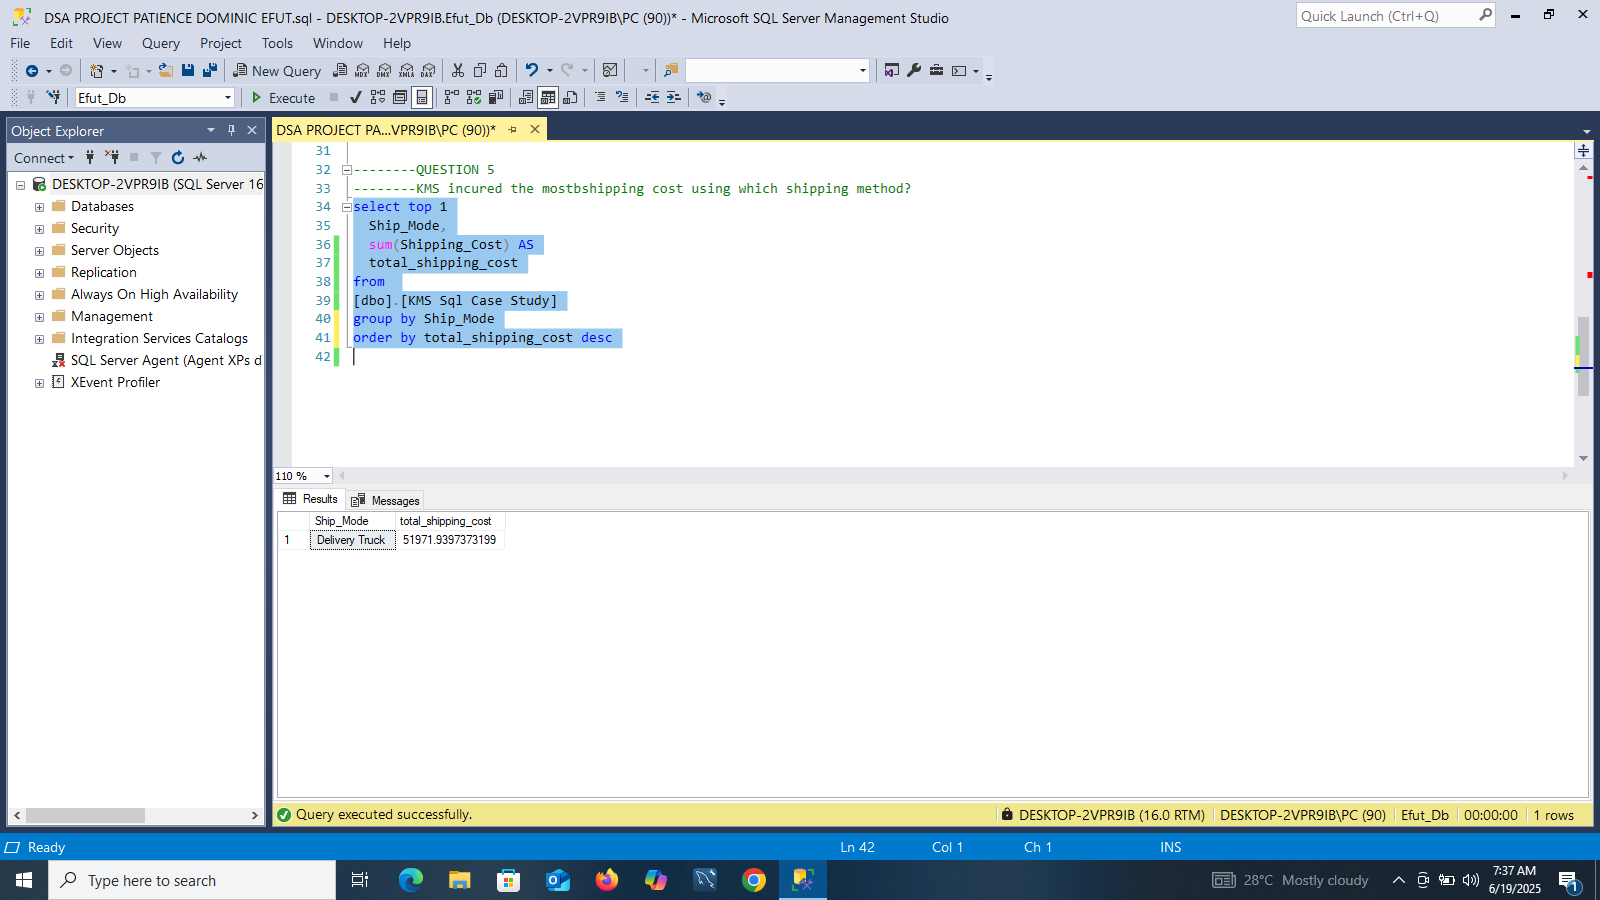 DSA PROJECT PATIENCE DOMINIC EFUT.sql - DESKTOP-2VPR9IB.Efut_Db (DESKTOP-2VPR9IB\PC (90))* - Microsoft SQL Server Management Studio
Quick Launch (Ctrl+Q)
File Edit View Query Project Tools Window Help
New Query
MDX DMX XMLA DAX
Efut_Db
Execute
Object Explorer
DSA PROJECT PA...VPR9IB\PC (90))*
Connect
DESKTOP-2VPR9IB (SQL Server 16
Databases
Security
Server Objects
Replication
Always On High Availability
Management
Integration Services Catalogs
SQL Server Agent (Agent XPs d
XEvent Profiler
31
32 --------QUESTION 5
33 --------KMS incured the mostbshipping cost using which shipping method?
34 select top 1
35 Ship_Mode,
36 sum(Shipping_Cost) AS
37 total_shipping_cost
38 from
39 [dbo].[KMS Sql Case Study]
40 group by Ship_Mode
41 order by total_shipping_cost desc
42
110 %
Results Messages
Ship_Mode total_shipping_cost
1 Delivery Truck 51971.9397373199
Query executed successfully.
DESKTOP-2VPR9IB (16.0 RTM) DESKTOP-2VPR9IB\PC (90) Efut_Db 00:00:00 1 rows
Ready Ln 42 Col 1 Ch 1 INS
Type here to search
28°C Mostly cloudy
7:37 AM
6/19/2025
1